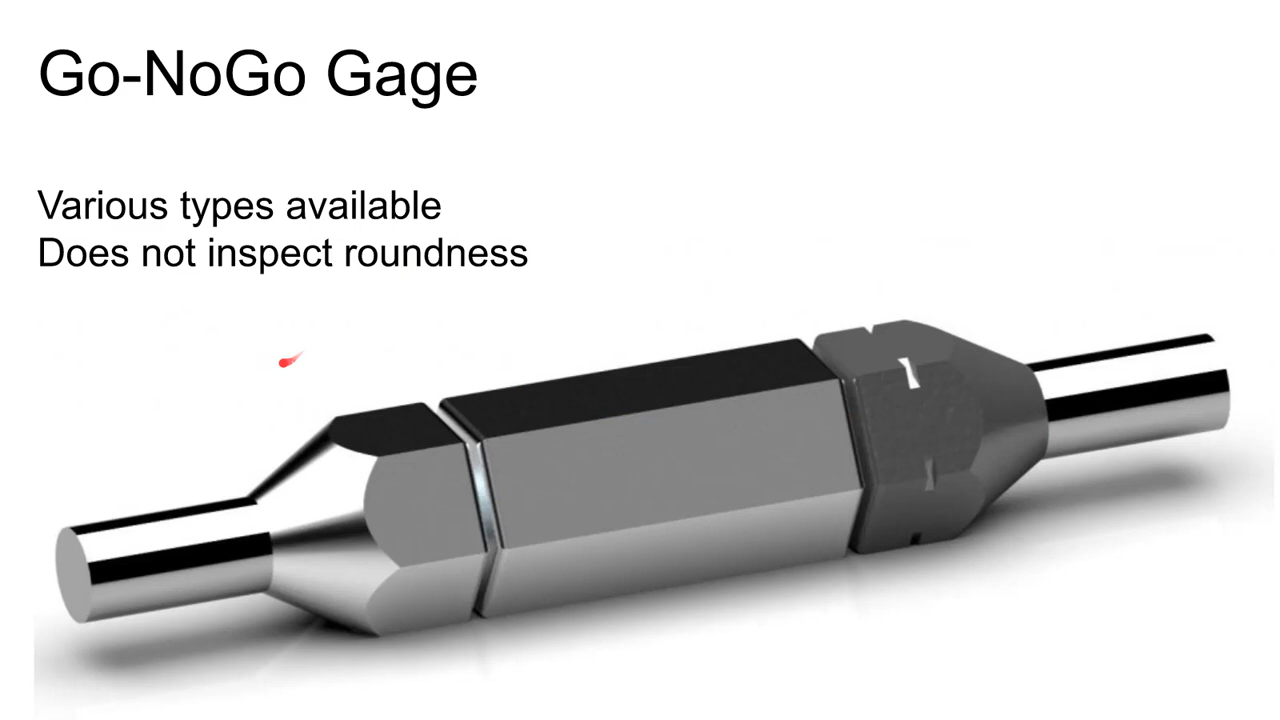 Go-NoGo Gage
Various types available
Does not inspect roundness